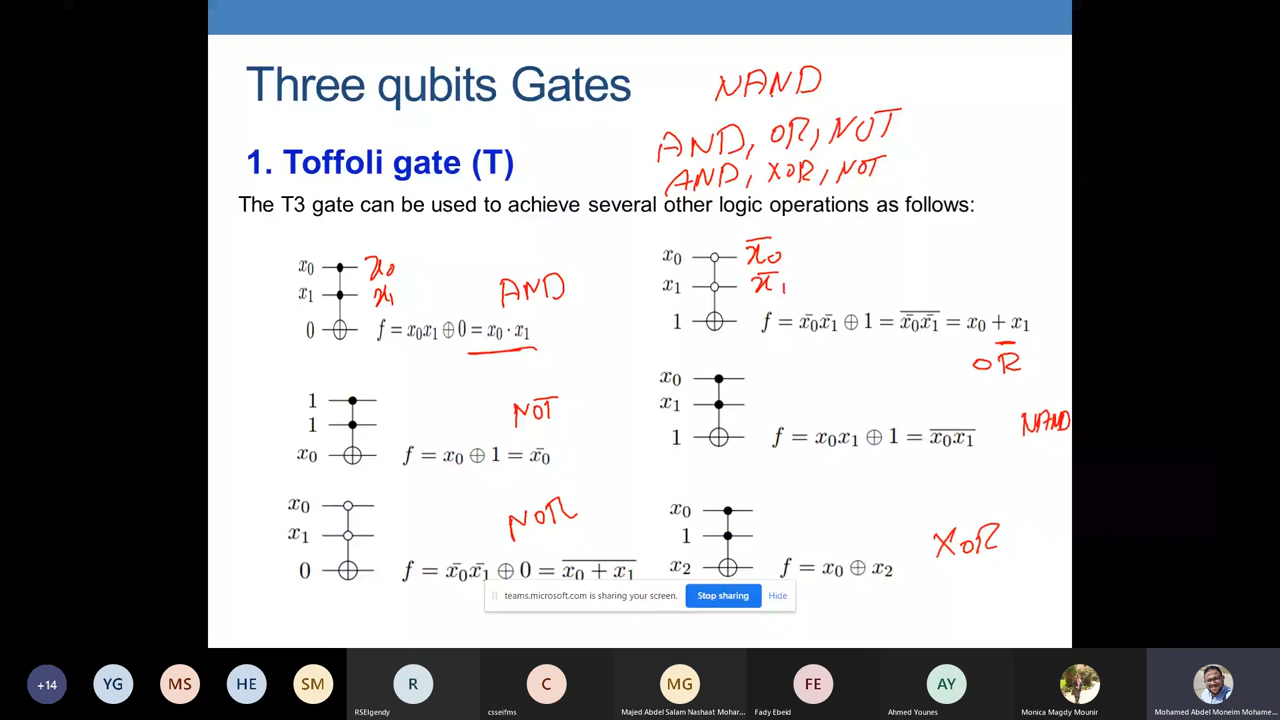 Three qubits Gates
NAND
AND, OR, NOT
AND, XOR, NOT
1. Toffoli gate (T)
The T3 gate can be used to achieve several other logic operations as follows:
x₀ x₀
x₁ x₁
AND
0 f = x₀x₁ ⊕ 0 = x₀ · x₁
x₀ x̄₀
x₁ x̄₁
1 f = x̄₀x̄₁ ⊕ 1 = \overline{x̄₀x̄₁} = x₀ + x₁
OR
1
1
NOT
x₀ f = x₀ ⊕ 1 = x̄₀
x₀
x₁
NAND
1 f = x₀x₁ ⊕ 1 = \overline{x₀x₁}
x₀
x₁
NOR
0 f = x̄₀x̄₁ ⊕ 0 = \overline{x₀ + x₁}
x₀
1
XOR
x₂ f = x₀ ⊕ x₂
teams.microsoft.com is sharing your screen. Stop sharing Hide
+14 YG MS HE SM R C MG FE AY
RSElgendy csseifms Majed Abdel Salam Nashaat Mohar... Fady Ebeid Ahmed Younes Monica Magdy Mounir Mohamed Abdel Moneim Mohame...